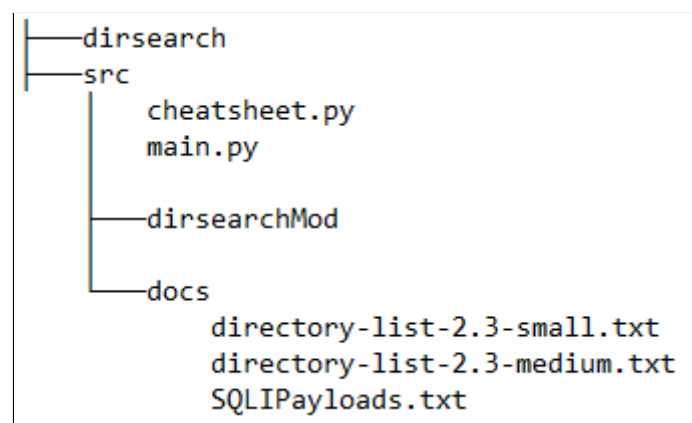 dirsearch
src
cheatsheet.py
main.py
dirsearchMod
docs
directory-list-2.3-small.txt
directory-list-2.3-medium.txt
SQLIPayloads.txt